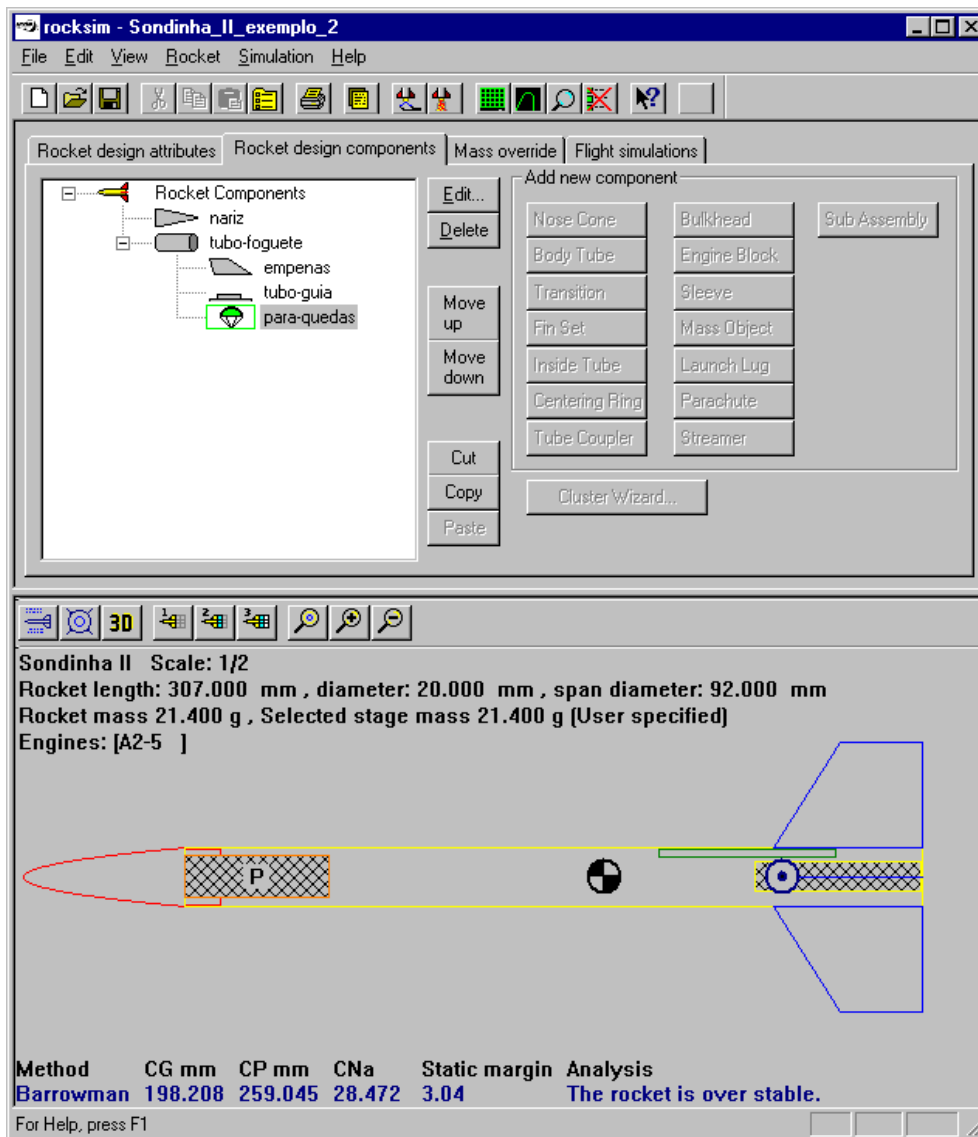 rocksim - Sondinha_II_exemplo_2
File Edit View Rocket Simulation Help
Rocket design attributes Rocket design components Mass override Flight simulations
Rocket Components
nariz
tubo-foguete
empenas
tubo-guia
para-quedas
Edit...
Delete
Move up
Move down
Cut
Copy
Paste
Add new component
Nose Cone Bulkhead Sub Assembly
Body Tube Engine Block
Transition Sleeve
Fin Set Mass Object
Inside Tube Launch Lug
Centering Ring Parachute
Tube Coupler Streamer
Cluster Wizard...
3D 1 2 3
Sondinha II Scale: 1/2
Rocket length: 307.000 mm , diameter: 20.000 mm , span diameter: 92.000 mm
Rocket mass 21.400 g , Selected stage mass 21.400 g (User specified)
Engines: [A2-5 ]
P
Method CG mm CP mm CNa Static margin Analysis
Barrowman 198.208 259.045 28.472 3.04 The rocket is over stable.
For Help, press F1